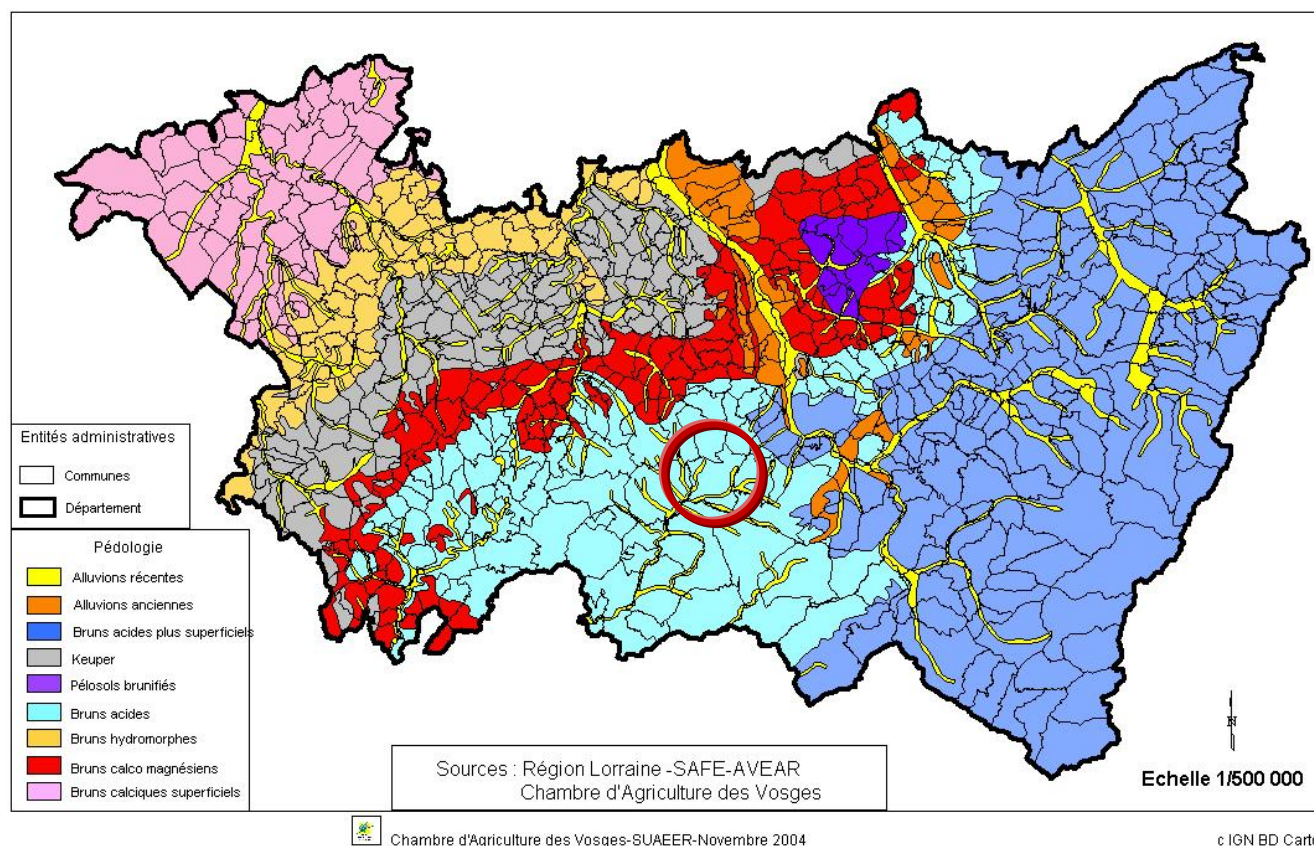 Entités administratives
Communes
Département
Pédologie
Alluvions récentes
Alluvions anciennes
Bruns acides plus superficiels
Keuper
Pélosols brunifiés
Bruns acides
Bruns hydromorphes
Bruns calco magnésiens
Bruns calciques superficiels
Sources : Région Lorraine -SAFE-AVEAR
Chambre d'Agriculture des Vosges
N
Echelle 1/500 000
Chambre d'Agriculture des Vosges-SUAEER-Novembre 2004
c IGN BD Cart